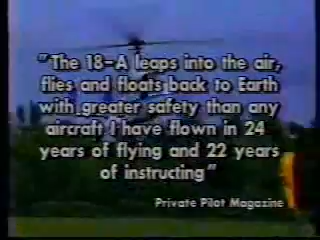 "The 18-A leaps into the air,
flies and floats back to Earth
with greater safety than any
aircraft I have flown in 24
years of flying and 22 years
of instructing"
Private Pilot Magazine